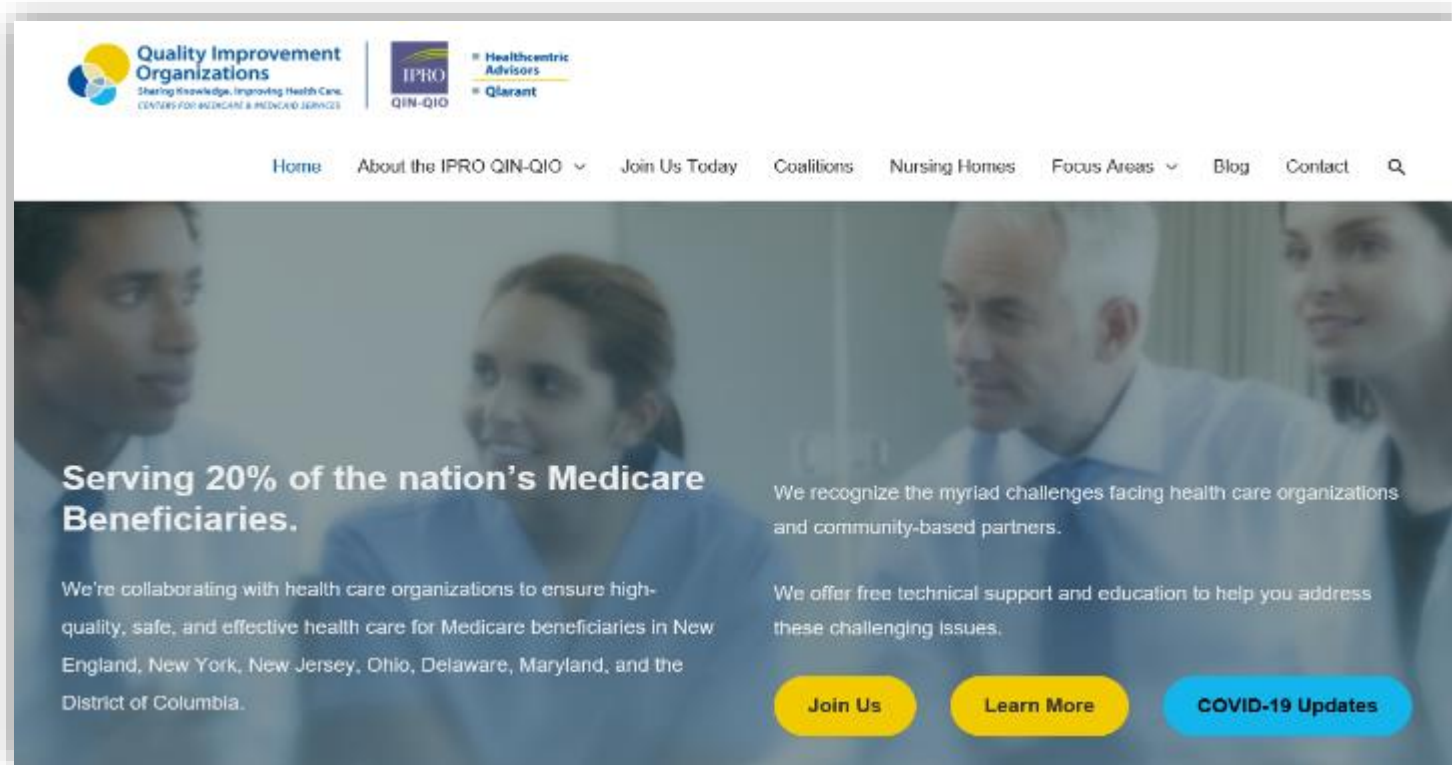 Quality Improvement
Organizations
Sharing Knowledge. Improving Health Care.
CENTERS FOR MEDICARE & MEDICAID SERVICES
IPRO
QIN-QIO
Healthcentric
Advisors
Qlarant
Home About the IPRO QIN-QIO Join Us Today Coalitions Nursing Homes Focus Areas Blog Contact
Serving 20% of the nation's Medicare
Beneficiaries.
We're collaborating with health care organizations to ensure high-
quality, safe, and effective health care for Medicare beneficiaries in New
England, New York, New Jersey, Ohio, Delaware, Maryland, and the
District of Columbia.
We recognize the myriad challenges facing health care organizations
and community-based partners.
We offer free technical support and education to help you address
these challenging issues.
Join Us Learn More COVID-19 Updates